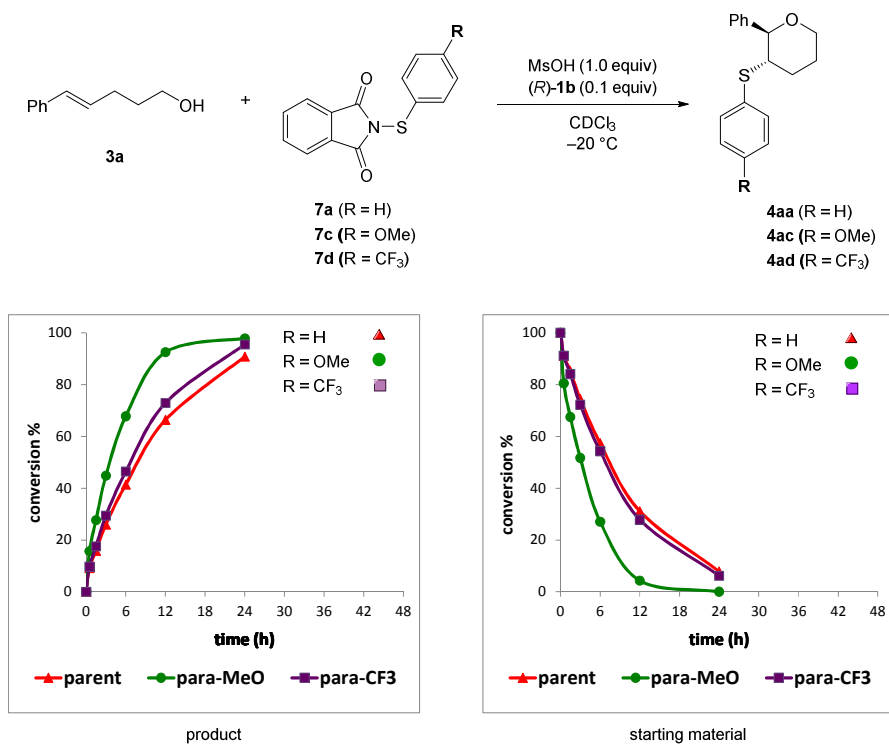 Ph
OH
3a
+
O
N
S
O
R
7a (R = H)
7c (R = OMe)
7d (R = CF3)
MsOH (1.0 equiv)
(R)-1b (0.1 equiv)
CDCl3
–20 °C
Ph
O
S
R
4aa (R = H)
4ac (R = OMe)
4ad (R = CF3)
100
80
60
40
20
0
conversion %
R = H
R = OMe
R = CF3
0 6 12 18 24 30 36 42 48
time (h)
parent para-MeO para-CF3
product
100
80
60
40
20
0
conversion %
R = H
R = OMe
R = CF3
0 6 12 18 24 30 36 42 48
time (h)
parent para-MeO para-CF3
starting material